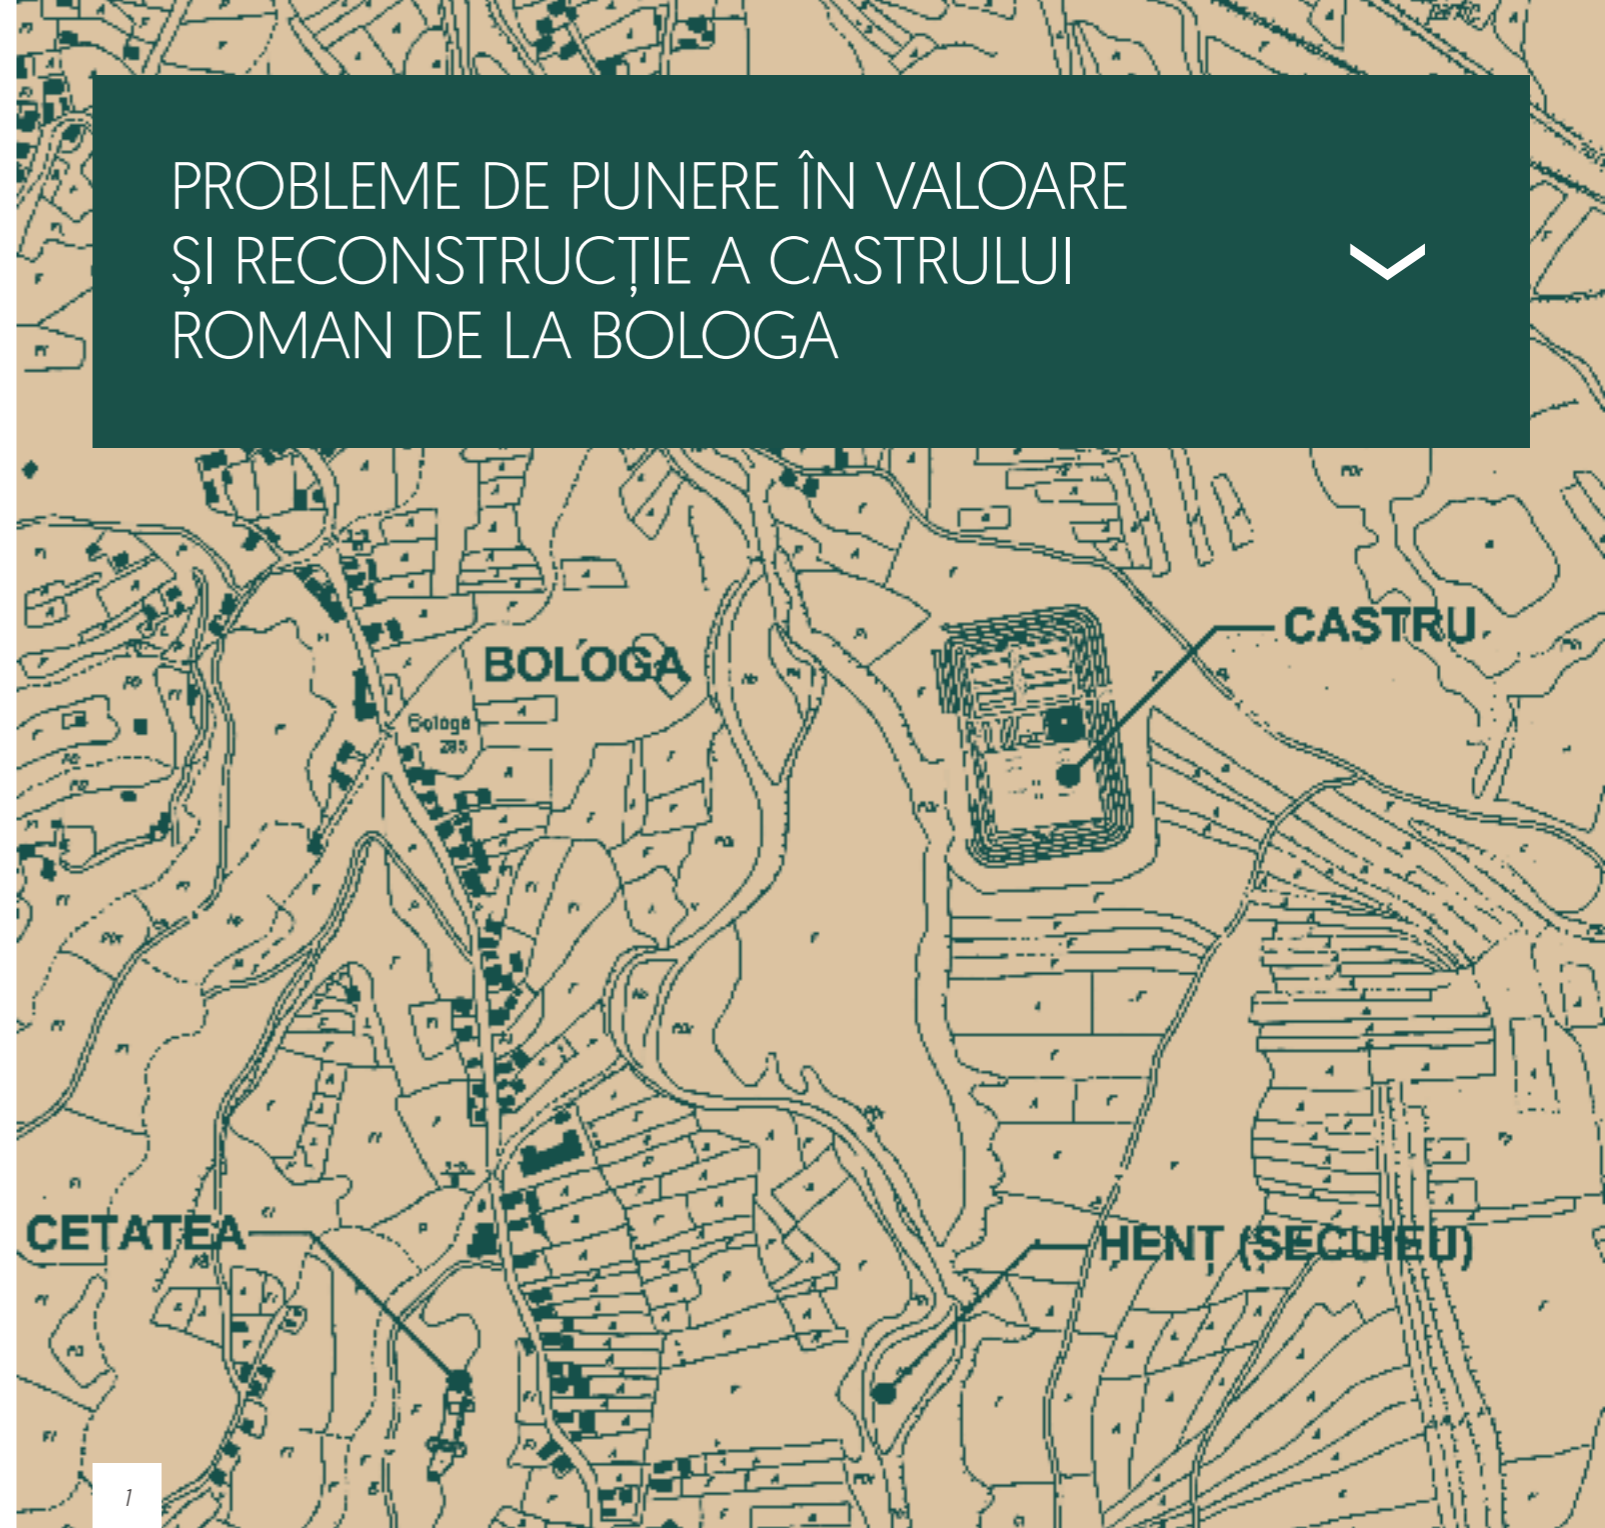 PROBLEME DE PUNERE ÎN VALOARE
ȘI RECONSTRUCȚIE A CASTRULUI
ROMAN DE LA BOLOGA
CASTRU
BOLOGA
Bologa
285
CETATEA
HENȚ (SECUIEU)
1